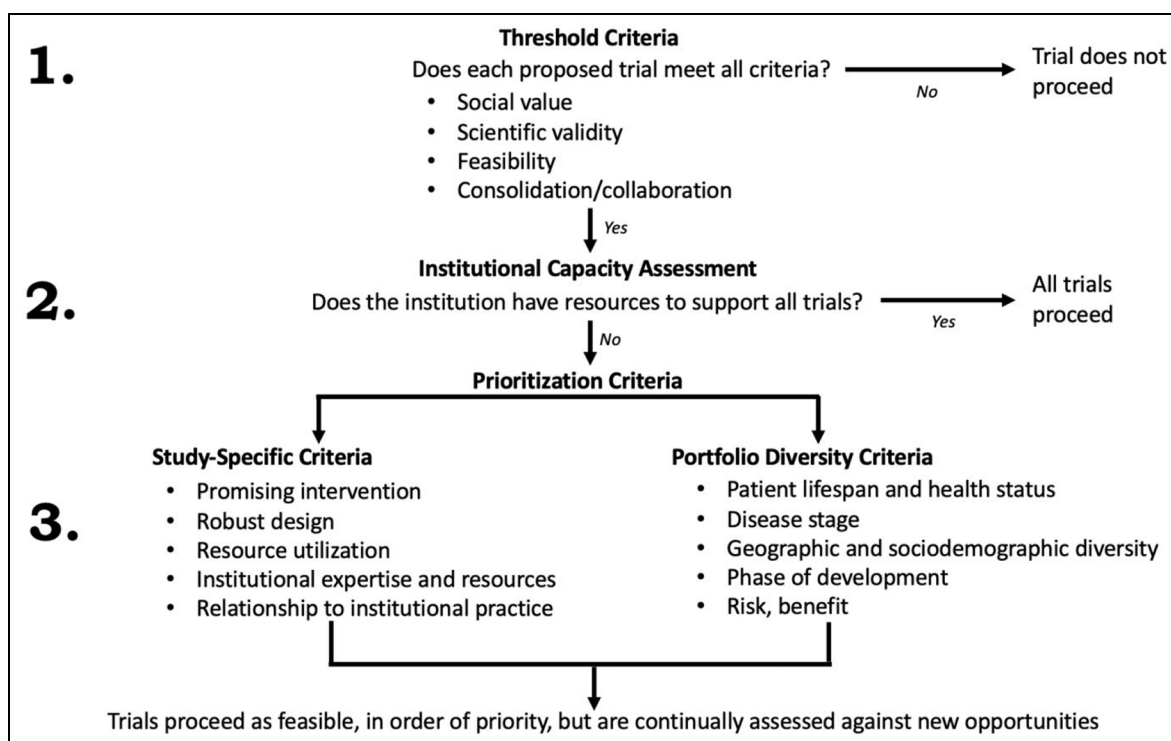 1.
Threshold Criteria
Does each proposed trial meet all criteria?
No
Trial does not
proceed
• Social value
• Scientific validity
• Feasibility
• Consolidation/collaboration
Yes
2.
Institutional Capacity Assessment
Does the institution have resources to support all trials?
Yes
All trials
proceed
No
Prioritization Criteria
3.
Study-Specific Criteria
• Promising intervention
• Robust design
• Resource utilization
• Institutional expertise and resources
• Relationship to institutional practice
Portfolio Diversity Criteria
• Patient lifespan and health status
• Disease stage
• Geographic and sociodemographic diversity
• Phase of development
• Risk, benefit
Trials proceed as feasible, in order of priority, but are continually assessed against new opportunities